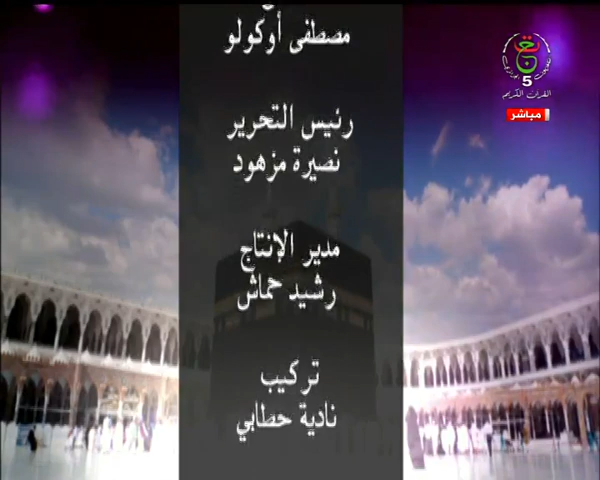 مصطفى أوكولو
رئيس التحرير
نصيرة مزهود
مدير الإنتاج
رشيد حماش
تركيب
نادية حطابي
5
القرآن الكريم
مباشر